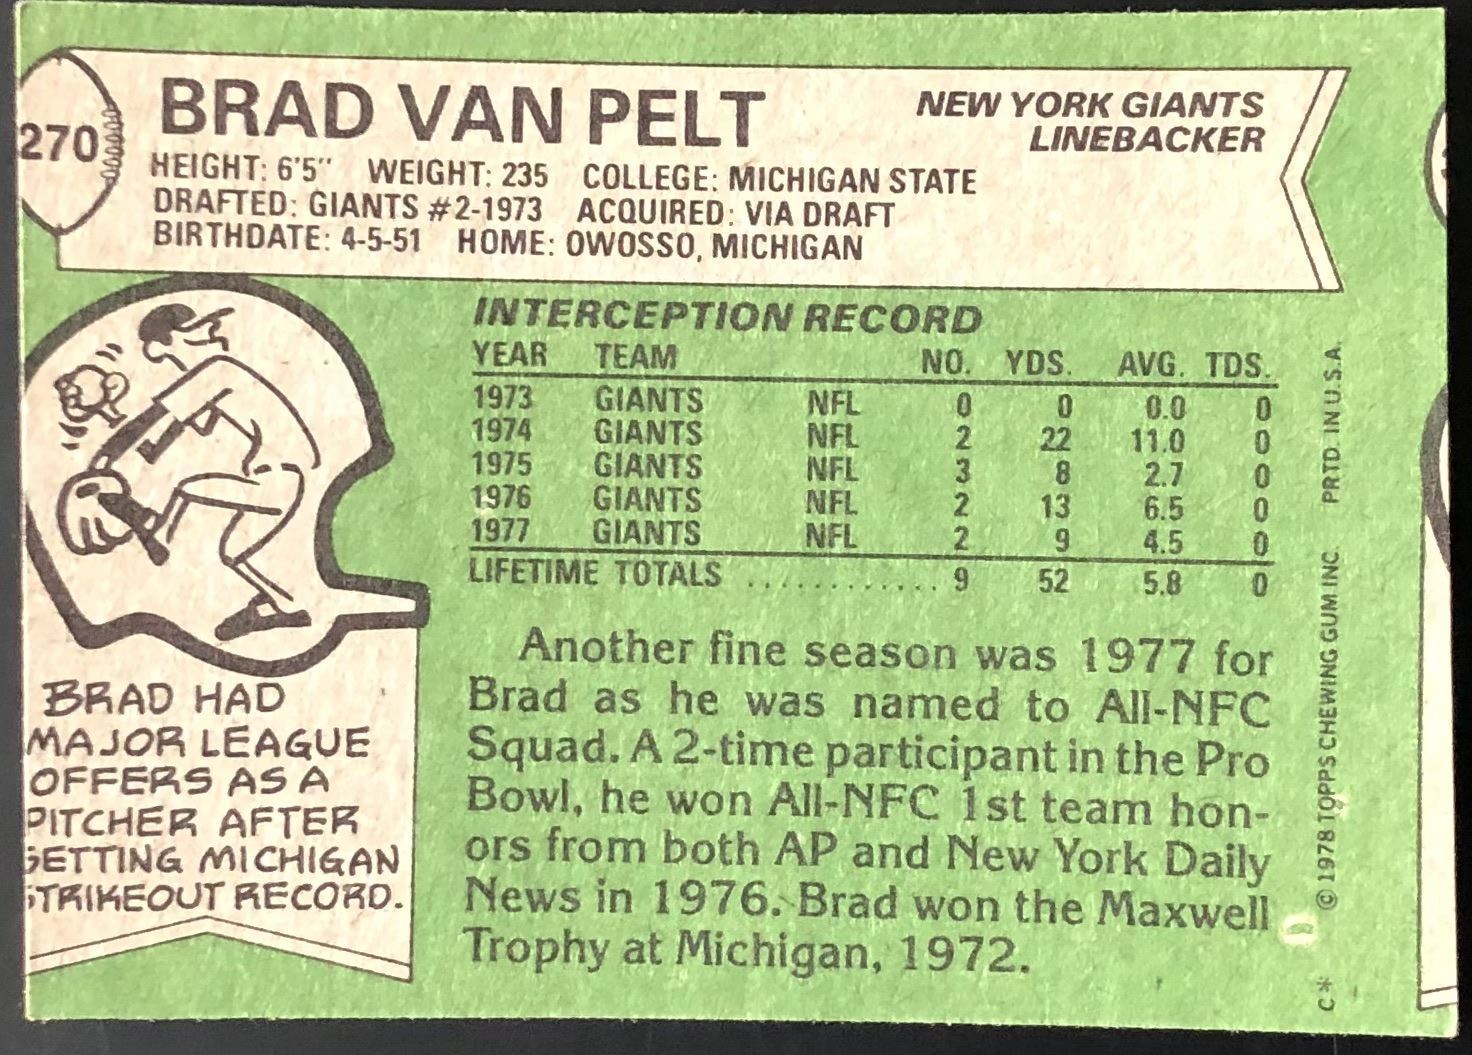 270
BRAD VAN PELT
NEW YORK GIANTS
LINEBACKER
HEIGHT: 6'5" WEIGHT: 235 COLLEGE: MICHIGAN STATE
DRAFTED: GIANTS #2-1973 ACQUIRED: VIA DRAFT
BIRTHDATE: 4-5-51 HOME: OWOSSO, MICHIGAN
INTERCEPTION RECORD
YEAR TEAM NO. YDS. AVG. TDS.
1973 GIANTS NFL 0 0 0.0 0
1974 GIANTS NFL 2 22 11.0 0
1975 GIANTS NFL 3 8 2.7 0
1976 GIANTS NFL 2 13 6.5 0
1977 GIANTS NFL 2 9 4.5 0
LIFETIME TOTALS ............ 9 52 5.8 0
Another fine season was 1977 for
Brad as he was named to All-NFC
Squad. A 2-time participant in the Pro
Bowl, he won All-NFC 1st team hon-
ors from both AP and New York Daily
News in 1976. Brad won the Maxwell
Trophy at Michigan, 1972.
BRAD HAD
MAJOR LEAGUE
OFFERS AS A
PITCHER AFTER
SETTING MICHIGAN
STRIKEOUT RECORD.
C* © 1978 TOPPS CHEWING GUM INC. PRTD. IN U.S.A.